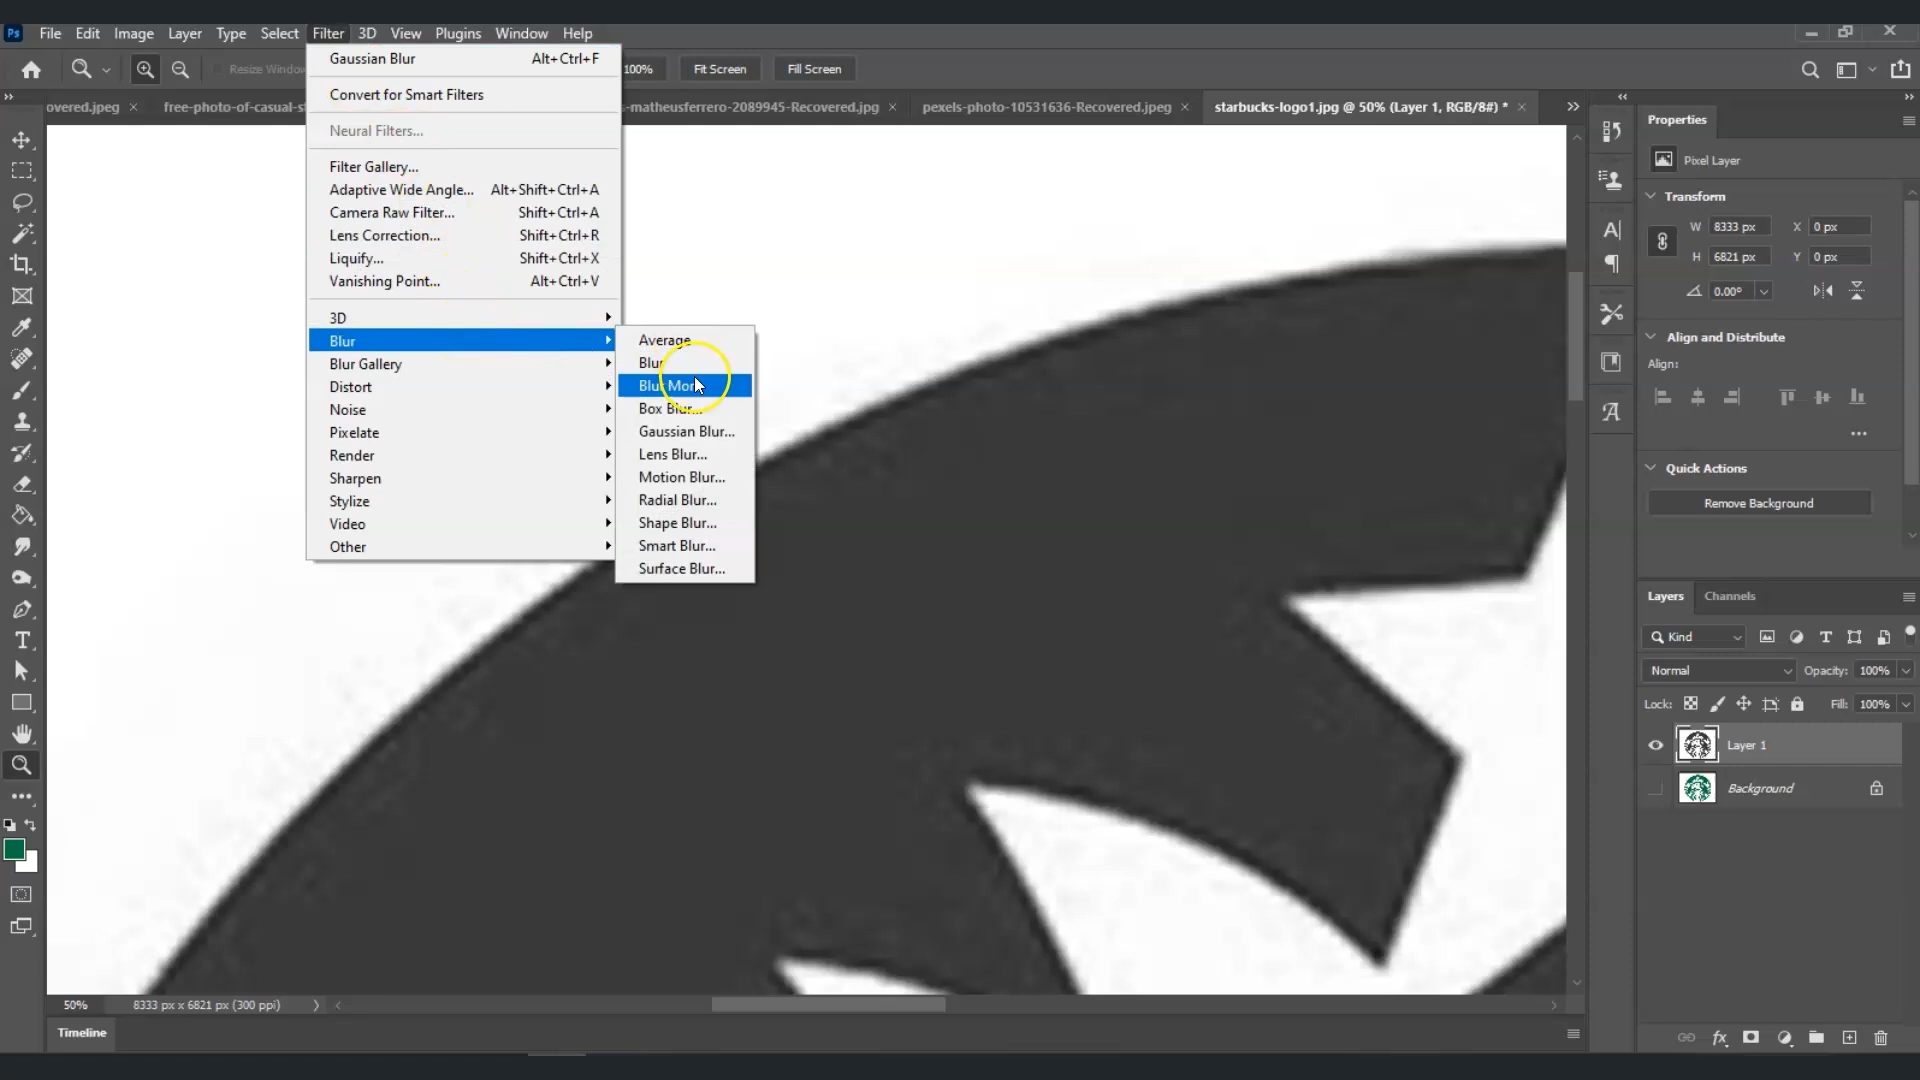 Ps File Edit Image Layer Type Select Filter 3D View Plugins Window Help
Resize Window 100% Fit Screen Fill Screen
overed.jpeg × free-photo-of-casual-s s-matheusferrero-2089945-Recovered.jpg × pexels-photo-10531636-Recovered.jpeg × starbucks-logo1.jpg @ 50% (Layer 1, RGB/8#) * ×
Gaussian Blur Alt+Ctrl+F
Convert for Smart Filters
Neural Filters...
Filter Gallery...
Adaptive Wide Angle... Alt+Shift+Ctrl+A
Camera Raw Filter... Shift+Ctrl+A
Lens Correction... Shift+Ctrl+R
Liquify... Shift+Ctrl+X
Vanishing Point... Alt+Ctrl+V
3D
Blur
Blur Gallery
Distort
Noise
Pixelate
Render
Sharpen
Stylize
Video
Other
Average
Blur
Blur More
Box Blur...
Gaussian Blur...
Lens Blur...
Motion Blur...
Radial Blur...
Shape Blur...
Smart Blur...
Surface Blur...
Properties
Pixel Layer
Transform
W 8333 px X 0 px
H 6821 px Y 0 px
0.00°
Align and Distribute
Align:
Quick Actions
Remove Background
Layers Channels
Kind
Normal Opacity: 100%
Lock: Fill: 100%
Layer 1
Background
50% 8333 px x 6821 px (300 ppi)
Timeline